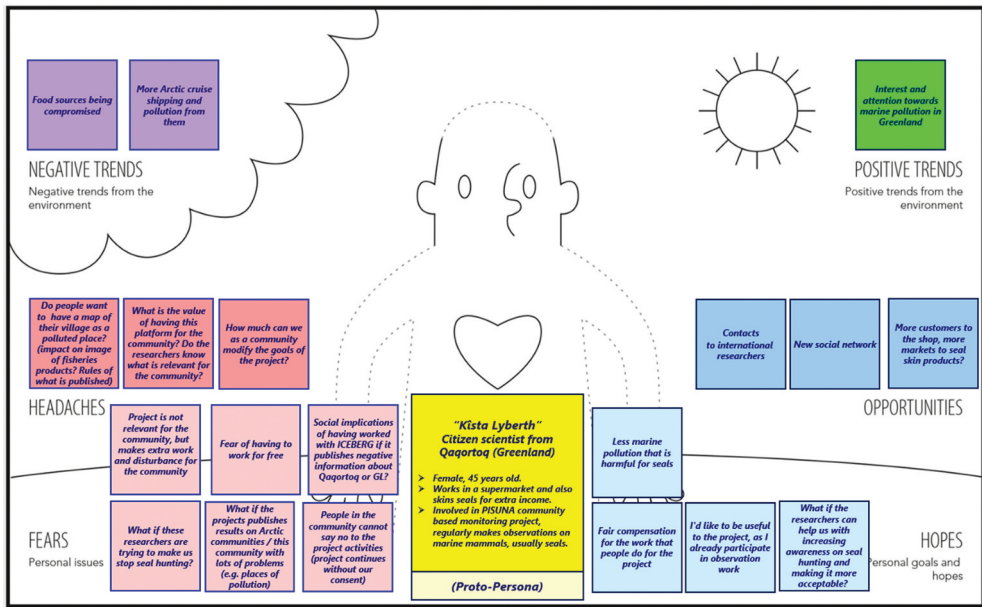 Food sources being
compromised
More Arctic cruise
shipping and
pollution from
them
NEGATIVE TRENDS
Negative trends from the
environment
Interest and
attention towards
marine pollution in
Greenland
POSITIVE TRENDS
Positive trends from the
environment
Do people want
to have a map of
their village as a
polluted place?
(impact on image
of fisheries
products? Rules
of what is published)
What is the value
of having this
platform for the
community? Do the
researchers know
what is relevant for
the community?
How much can we
as a community
modify the goals of
the project?
HEADACHES
Contacts
to international
researchers
New social network
More customers to
the shop, more
markets to seal
skin products?
OPPORTUNITIES
Project is not
relevant for the
community, but
makes extra work
and disturbance for
the community
Fear of having to
work for free
Social implications
of having worked
with ICEBERG if it
publishes negative
information about
Qaqortoq or GL?
What if these
researchers are
trying to make us
stop seal hunting?
What if the
projects publishes
results on Arctic
communities / this
community with
lots of problems
(e.g. places of
pollution)
People in the
community cannot
say no to the
project activities
(project continues
without our
consent)
FEARS
Personal issues
"Kîsta Lyberth"
Citizen scientist from
Qaqortoq (Greenland)
➤ Female, 45 years old.
➤ Works in a supermarket and also
skins seals for extra income.
➤ Involved in PISUNA community
based monitoring project,
regularly makes observations on
marine mammals, usually seals.
(Proto-Persona)
Less marine
pollution that is
harmful for seals
Fair compensation
for the work that
people do for the
project
I'd like to be useful
to the project, as I
already participate
in observation
work
What if the
researchers can
help us with
increasing
awareness on seal
hunting and
making it more
acceptable?
HOPES
Personal goals and
hopes